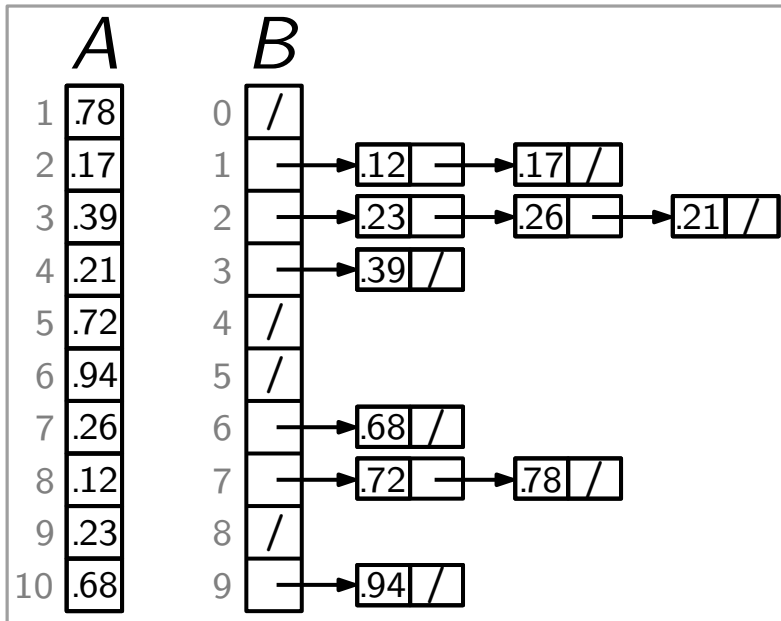 A B
1 .78 0 /
2 .17 1 .12 .17 /
3 .39 2 .23 .26 .21 /
4 .21 3 .39 /
5 .72 4 /
6 .94 5 /
7 .26 6 .68 /
8 .12 7 .72 .78 /
9 .23 8 /
10 .68 9 .94 /